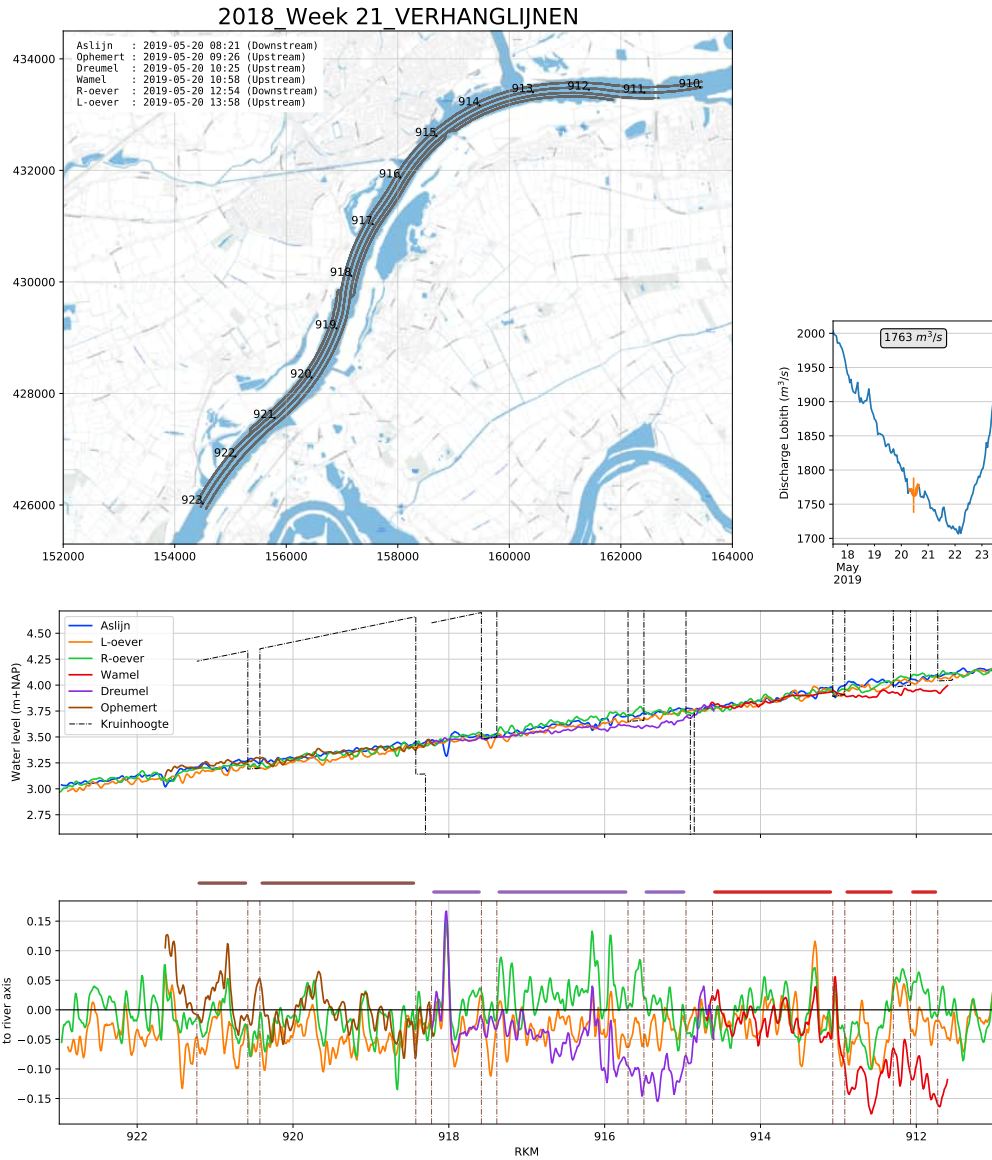 2018_Week 21_VERHANGLIJNEN
Aslijn : 2019-05-20 08:21 (Downstream)
Ophemert : 2019-05-20 09:26 (Upstream)
Dreumel : 2019-05-20 10:25 (Upstream)
Wamel : 2019-05-20 10:58 (Upstream)
R-oever : 2019-05-20 12:54 (Downstream)
L-oever : 2019-05-20 13:58 (Upstream)
434000
432000
430000
428000
426000
910
911
912
913
914
915
916
917
918
919
920
921
922
923
152000 154000 156000 158000 160000 162000 164000
1763 m³/s
Discharge Lobith (m³/s)
2000
1950
1900
1850
1800
1750
1700
18 19 20 21 22 23
May
2019
Water level (m+NAP)
4.50
4.25
4.00
3.75
3.50
3.25
3.00
2.75
Aslijn
L-oever
R-oever
Wamel
Dreumel
Ophemert
Kruinhoogte
to river axis
0.15
0.10
0.05
0.00
−0.05
−0.10
−0.15
922 920 918 916 914 912
RKM